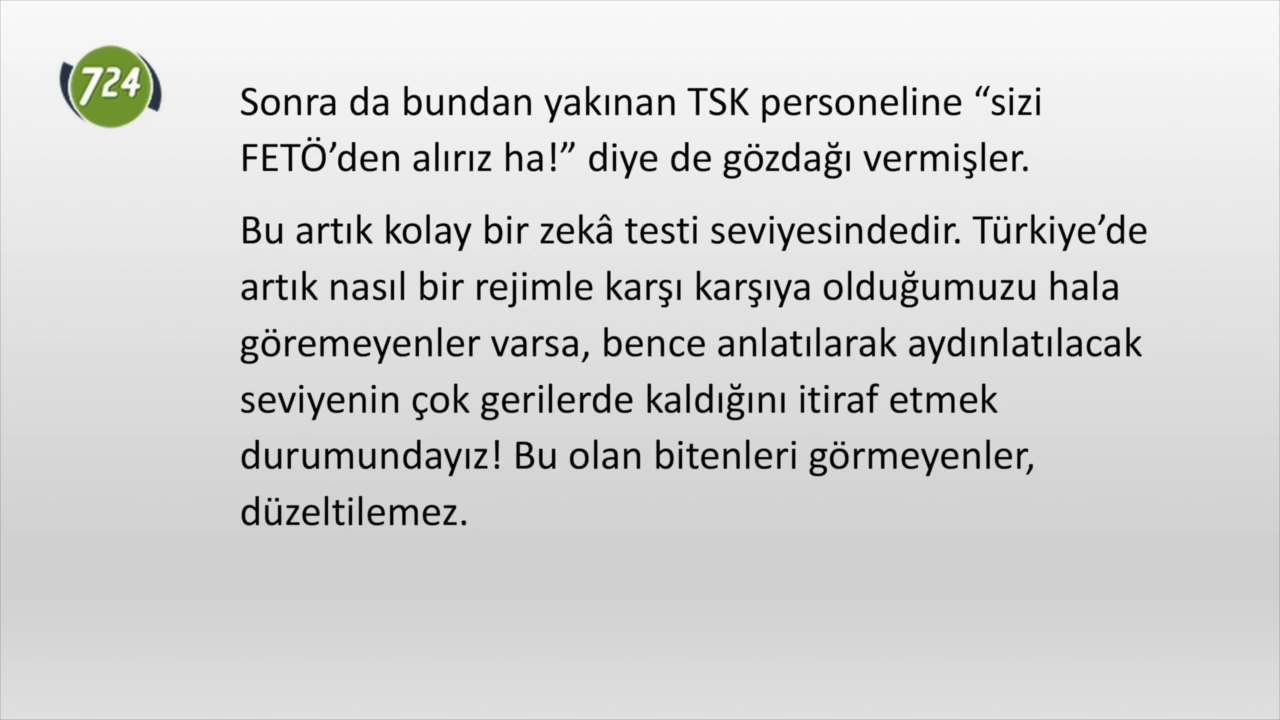 724
Sonra da bundan yakınan TSK personeline “sizi
FETÖ’den alırız ha!” diye de gözdağı vermişler.
Bu artık kolay bir zekâ testi seviyesindedir. Türkiye’de
artık nasıl bir rejimle karşı karşıya olduğumuzu hala
göremeyenler varsa, bence anlatılarak aydınlatılacak
seviyenin çok gerilerde kaldığını itiraf etmek
durumundayız! Bu olan bitenleri görmeyenler,
düzeltilemez.